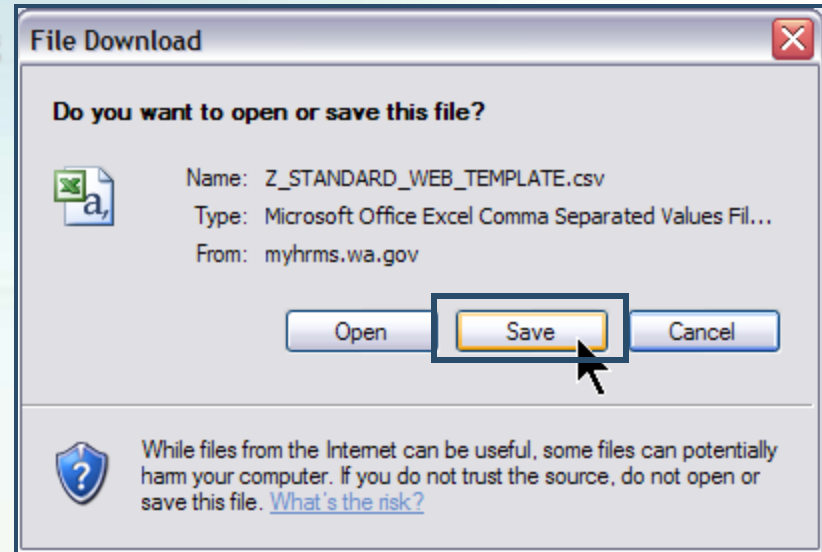 File Download
Do you want to open or save this file?
Name: Z_STANDARD_WEB_TEMPLATE.csv
Type: Microsoft Office Excel Comma Separated Values Fil...
From: myhrms.wa.gov
Open Save Cancel
While files from the Internet can be useful, some files can potentially
harm your computer. If you do not trust the source, do not open or
save this file. What's the risk?